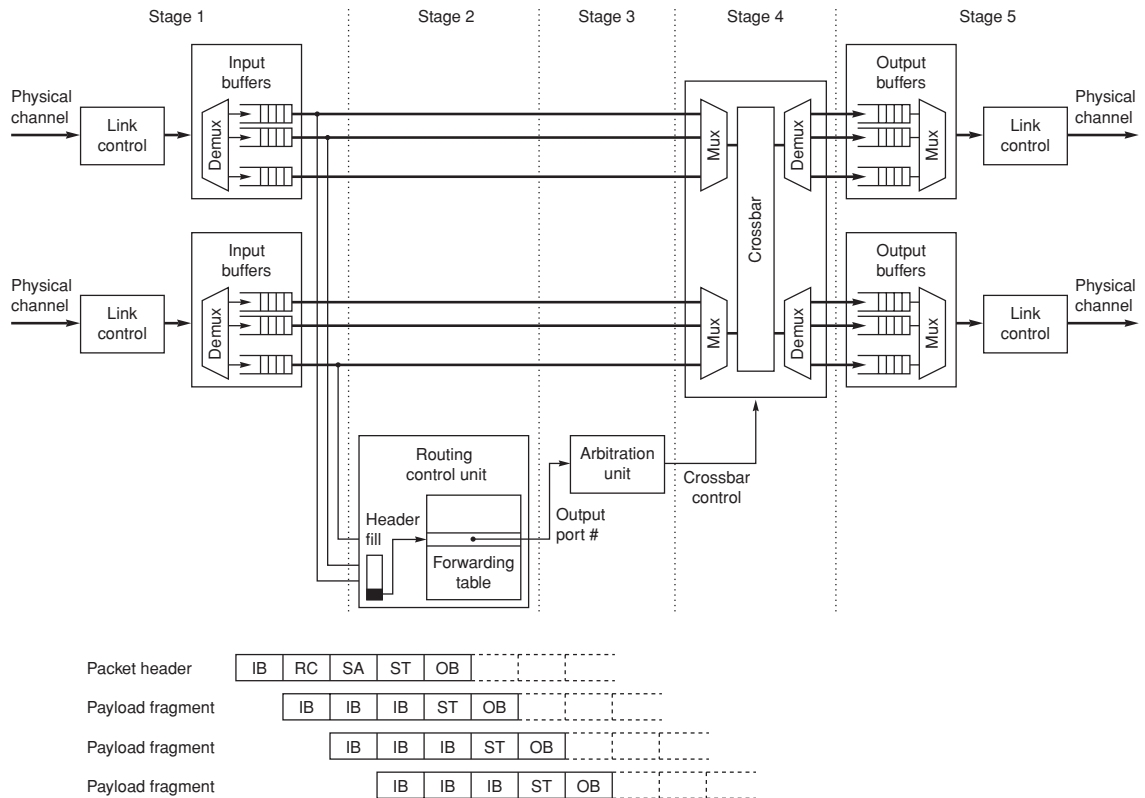 Stage 1 Stage 2 Stage 3 Stage 4 Stage 5
Input
buffers
Output
buffers
Physical
channel
Link
control
Demux
Mux
Crossbar
Demux
Mux
Link
control
Physical
channel
Input
buffers
Output
buffers
Physical
channel
Link
control
Demux
Mux
Demux
Mux
Link
control
Physical
channel
Routing
control unit
Arbitration
unit
Crossbar
control
Header
fill
Output
port #
Forwarding
table
Packet header IB RC SA ST OB
Payload fragment IB IB IB ST OB
Payload fragment IB IB IB ST OB
Payload fragment IB IB IB ST OB